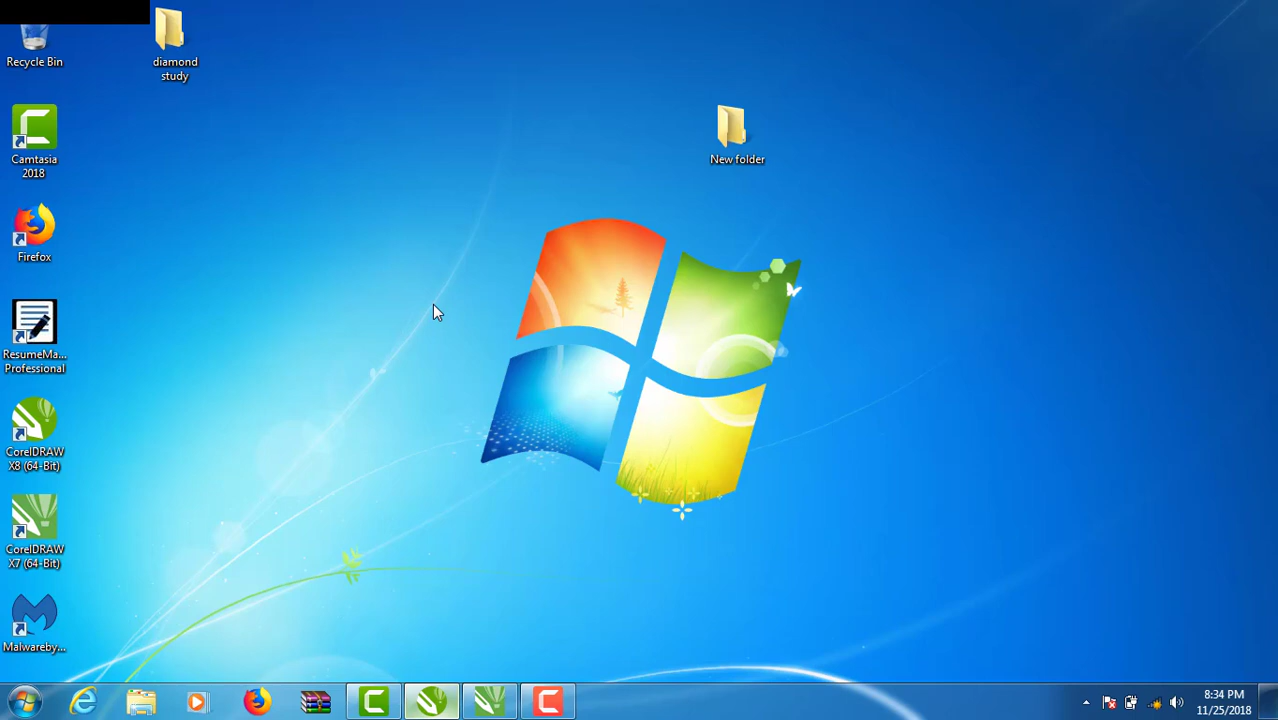 Recycle Bin
diamond
study
New folder
Camtasia
2018
Firefox
ResumeMa...
Professional
CorelDRAW
X8 (64-Bit)
CorelDRAW
X7 (64-Bit)
Malwareby...
8:34 PM
11/25/2018